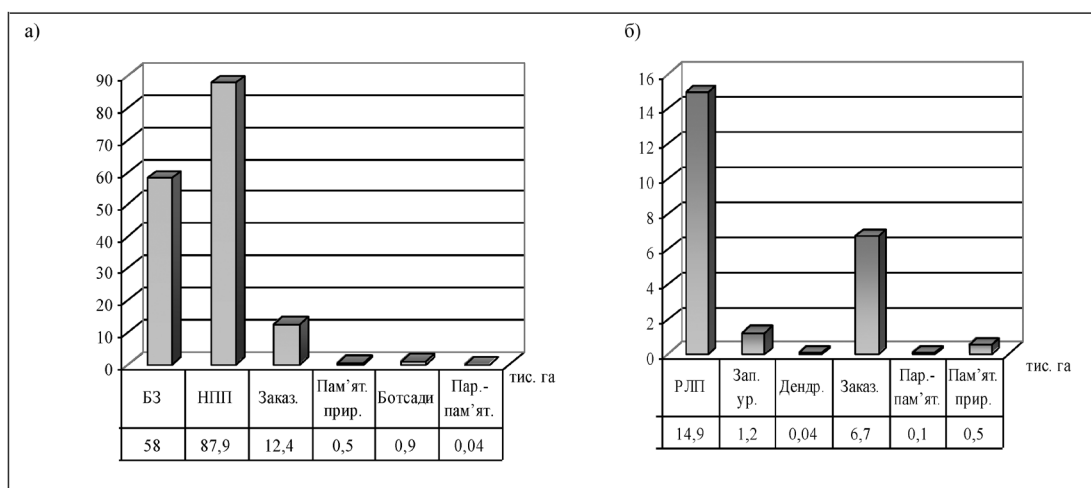 а)
90
80
70
60
50
40
30
20
10
0
тис. га
БЗ НПП Заказ. Пам’ят. прир. Ботсади Пар.- пам’ят.
58 87,9 12,4 0,5 0,9 0,04
б)
16
14
12
10
8
6
4
2
0
тис. га
РЛП Зап. ур. Дендр. Заказ. Пар.- пам’ят. Пам’ят. прир.
14,9 1,2 0,04 6,7 0,1 0,5